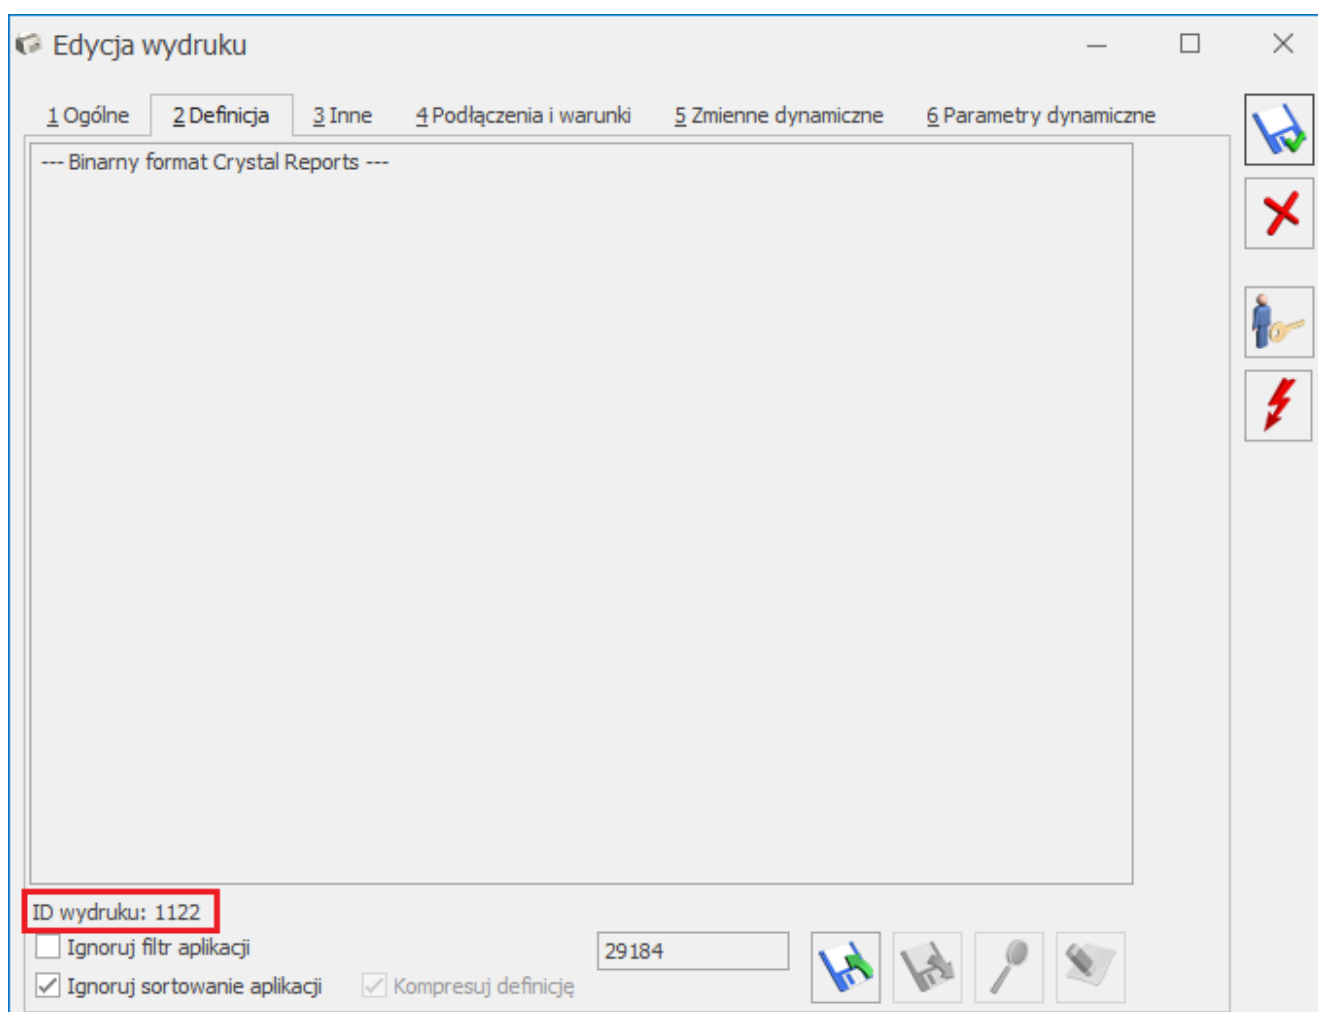 Edycja wydruku
1 Ogólne 2 Definicja 3 Inne 4 Podłączenia i warunki 5 Zmienne dynamiczne 6 Parametry dynamiczne
--- Binarny format Crystal Reports ---
ID wydruku: 1122
Ignoruj filtr aplikacji
29184
Ignoruj sortowanie aplikacji Kompresuj definicję